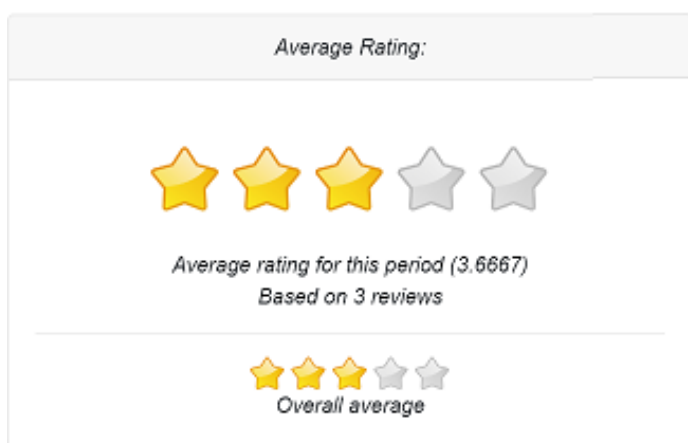 Average Rating:
Average rating for this period (3.6667)
Based on 3 reviews
Overall average